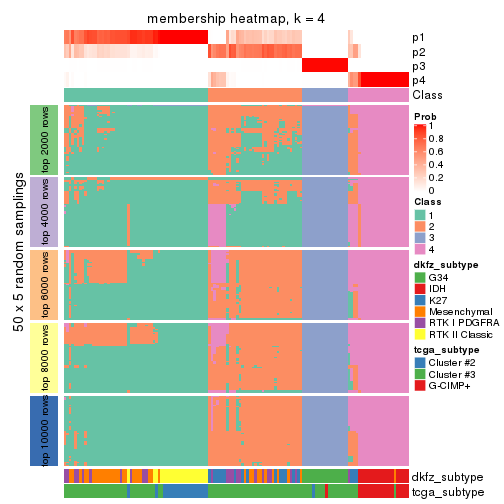 membership heatmap, k = 4
p1
p2
p3
p4
Class
50 x 5 random samplings
top 2000 rows
top 4000 rows
top 6000 rows
top 8000 rows
top 10000 rows
Prob
1
0.8
0.6
0.4
0.2
0
Class
1
2
3
4
dkfz_subtype
G34
IDH
K27
Mesenchymal
RTK I PDGFRA
RTK II Classic
tcga_subtype
Cluster #2
Cluster #3
G-CIMP+
dkfz_subtype
tcga_subtype